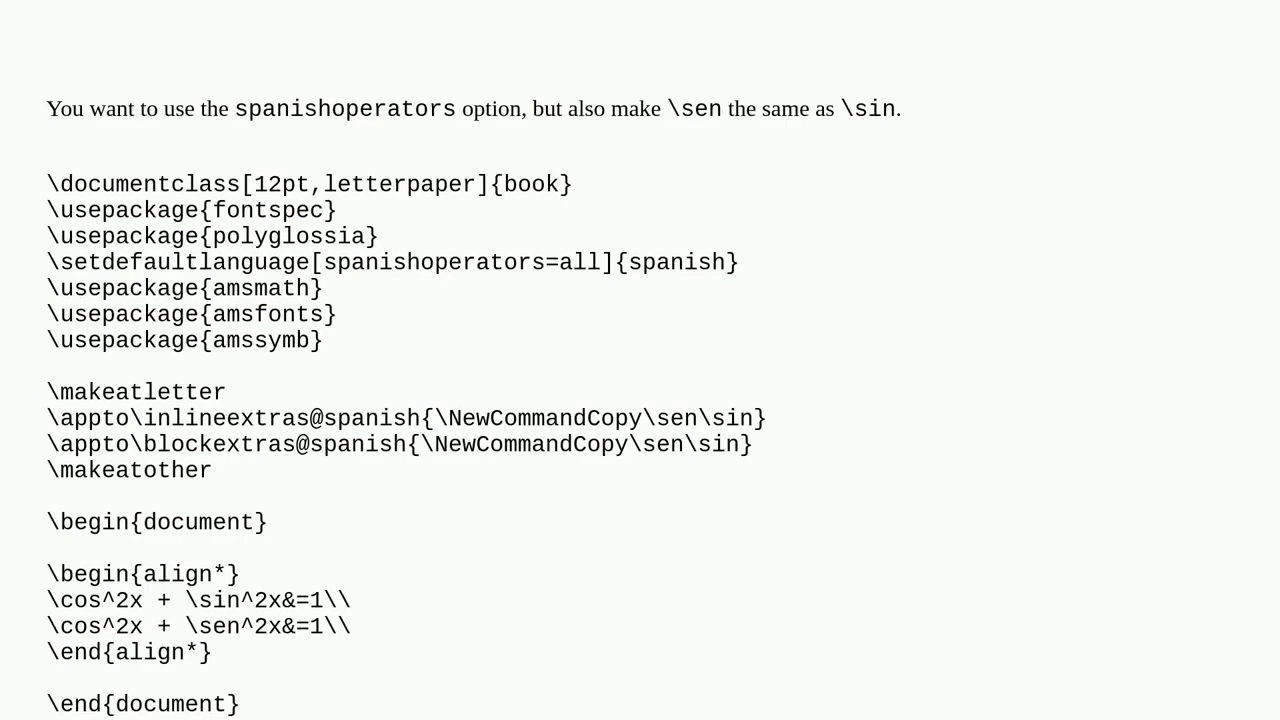 You want to use the spanishoperators option, but also make \sen the same as \sin.
\documentclass[12pt,letterpaper]{book}
\usepackage{fontspec}
\usepackage{polyglossia}
\setdefaultlanguage[spanishoperators=all]{spanish}
\usepackage{amsmath}
\usepackage{amsfonts}
\usepackage{amssymb}
\makeatletter
\appto\inlineextras@spanish{\NewCommandCopy\sen\sin}
\appto\blockextras@spanish{\NewCommandCopy\sen\sin}
\makeatother
\begin{document}
\begin{align*}
\cos^2x + \sin^2x&=1\\
\cos^2x + \sen^2x&=1\\
\end{align*}
\end{document}